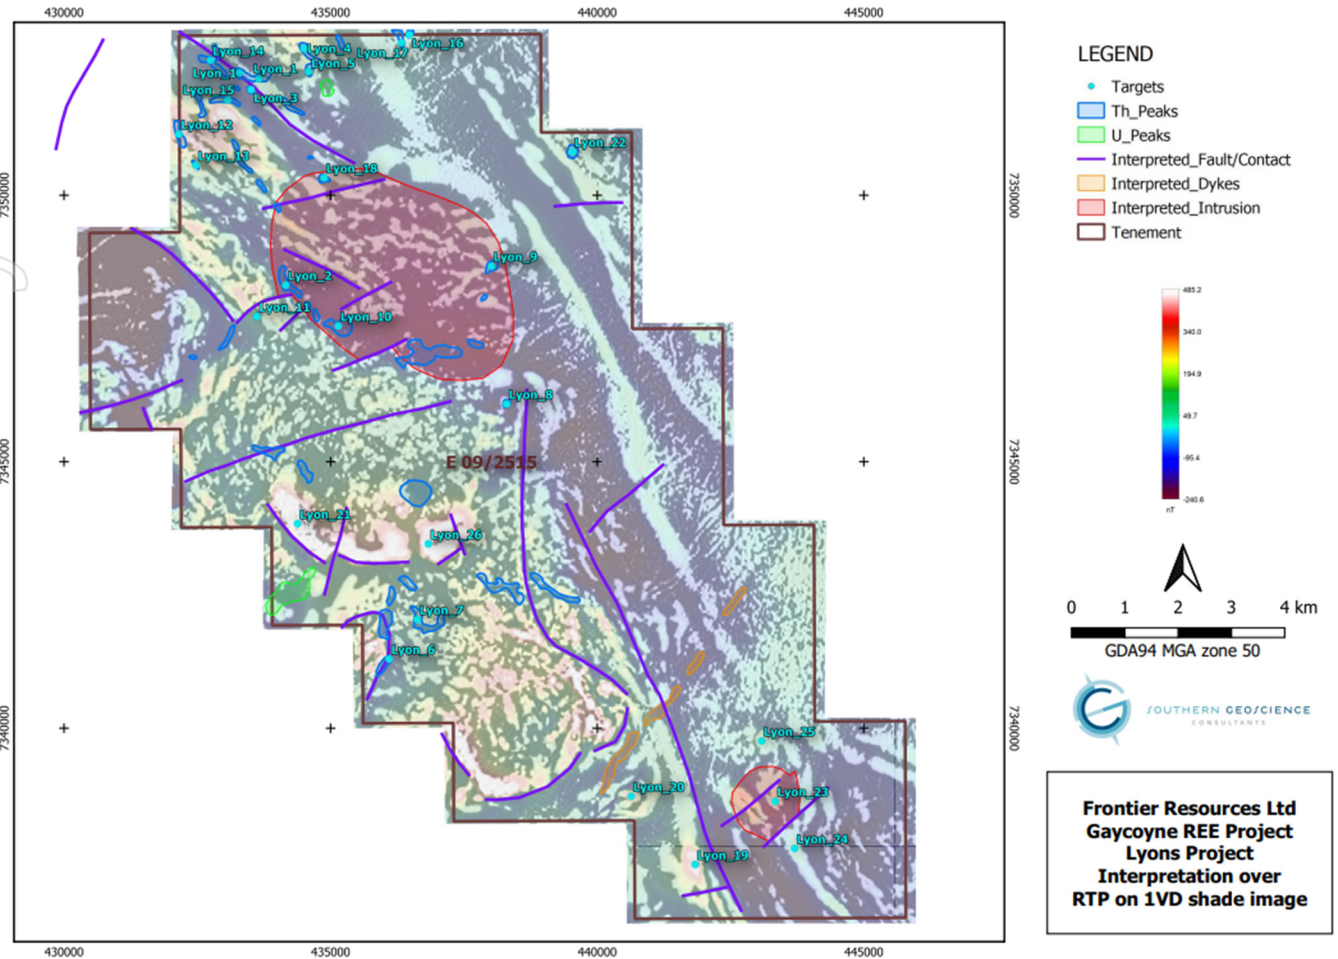 430000 435000 440000 445000
LEGEND
Targets
Th_Peaks
U_Peaks
Interpreted_Fault/Contact
Interpreted_Dykes
Interpreted_Intrusion
Tenement
485.2
340.0
194.9
49.7
-95.4
-240.6
nT
0 1 2 3 4 km
GDA94 MGA zone 50
SOUTHERN GEOSCIENCE
CONSULTANTS
Frontier Resources Ltd
Gaycoyne REE Project
Lyons Project
Interpretation over
RTP on 1VD shade image
Lyon_14
Lyon_4
Lyon_17
Lyon_16
Lyon_1
Lyon_1
Lyon_5
Lyon_15
Lyon_3
Lyon_12
Lyon_13
Lyon_18
Lyon_22
7350000
7350000
Lyon_9
Lyon_2
Lyon_11
Lyon_10
Lyon_8
E 09/2515
7345000
7345000
Lyon_21
Lyon_26
Lyon_7
Lyon_6
7340000
7340000
Lyon_25
Lyon_20
Lyon_23
Lyon_24
Lyon_19
430000 435000 440000 445000